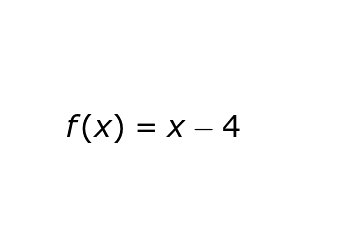 f(x) = x – 4